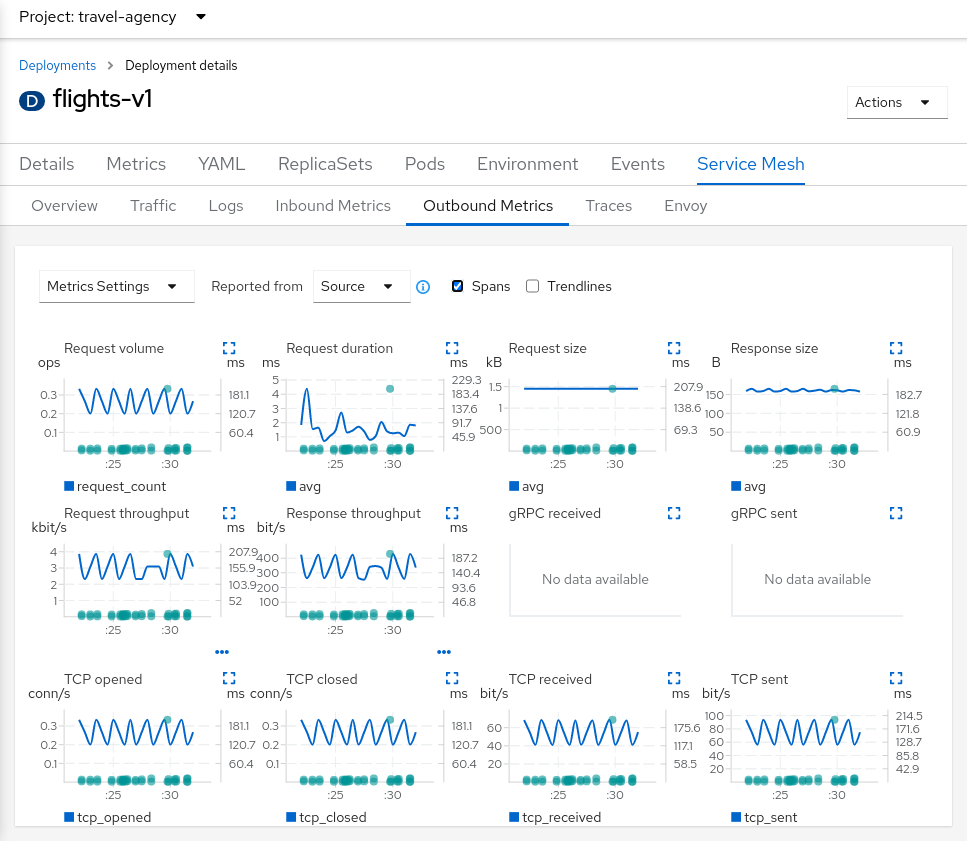 Project: travel-agency
Deployments > Deployment details
D flights-v1
Actions
Details Metrics YAML ReplicaSets Pods Environment Events Service Mesh
Overview Traffic Logs Inbound Metrics Outbound Metrics Traces Envoy
Metrics Settings Reported from Source i Spans Trendlines
Request volume
ops ms
0.3 0.2 0.1
181.1 120.7 60.4
:25 :30
request_count
Request duration
ms ms
5 4 3 2 1
229.3 183.4 137.6 91.7 45.9
:25 :30
avg
Request size
kB ms
1.5 1 500
207.9 138.6 69.3
:25 :30
avg
Response size
B ms
150 100 50
182.7 121.8 60.9
:25 :30
avg
Request throughput
kbit/s ms
4 3 2 1
207.9 155.9 103.9 52
:25 :30
•••
Response throughput
bit/s ms
400 300 200 100
187.2 140.4 93.6 46.8
:25 :30
•••
gRPC received
No data available
gRPC sent
No data available
TCP opened
conn/s ms
0.3 0.2 0.1
181.1 120.7 60.4
:25 :30
tcp_opened
TCP closed
conn/s ms
0.3 0.2 0.1
181.1 120.7 60.4
:25 :30
tcp_closed
TCP received
bit/s ms
60 40 20
175.6 117.1 58.5
:25 :30
tcp_received
TCP sent
bit/s ms
100 80 60 40 20
214.5 171.6 128.7 85.8 42.9
:25 :30
tcp_sent